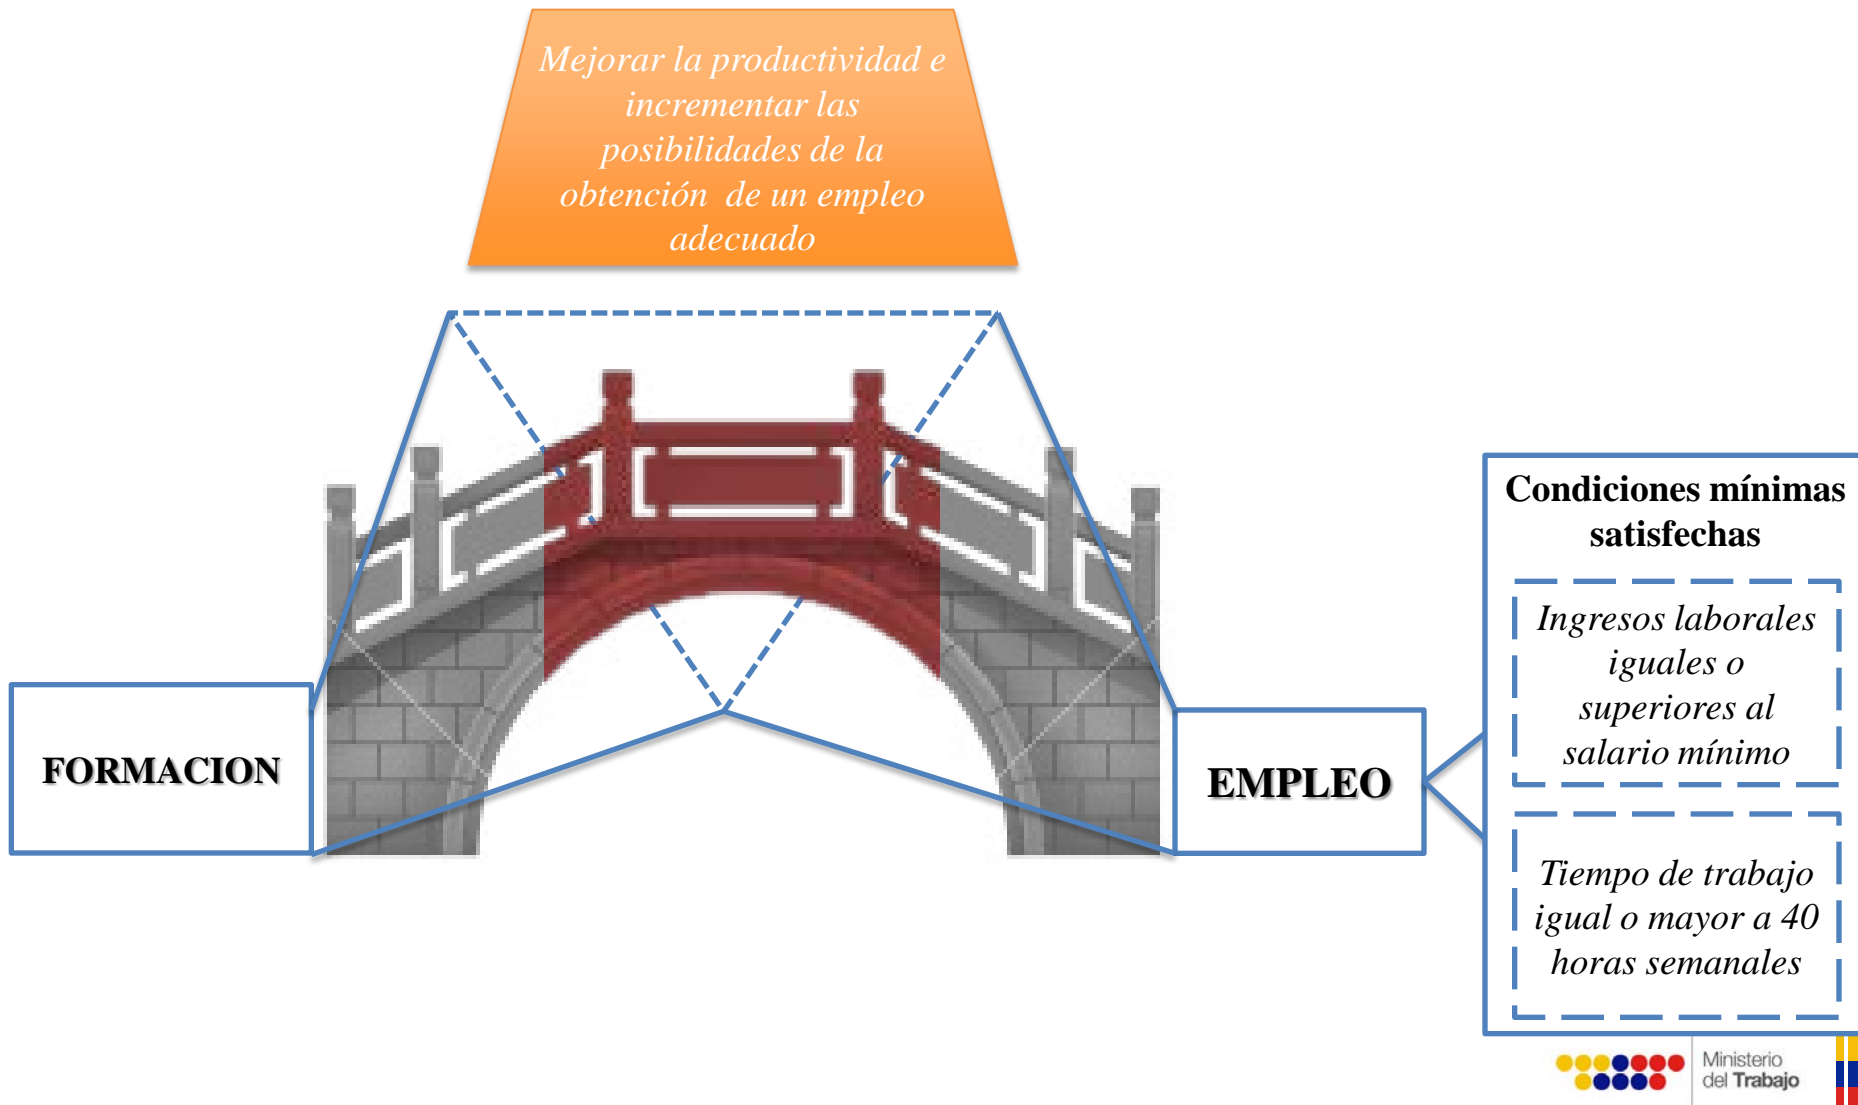 Mejorar la productividad e
incrementar las
posibilidades de la
obtención de un empleo
adecuado
FORMACION
EMPLEO
Condiciones mínimas
satisfechas
Ingresos laborales
iguales o
superiores al
salario mínimo
Tiempo de trabajo
igual o mayor a 40
horas semanales
Ministerio
del Trabajo